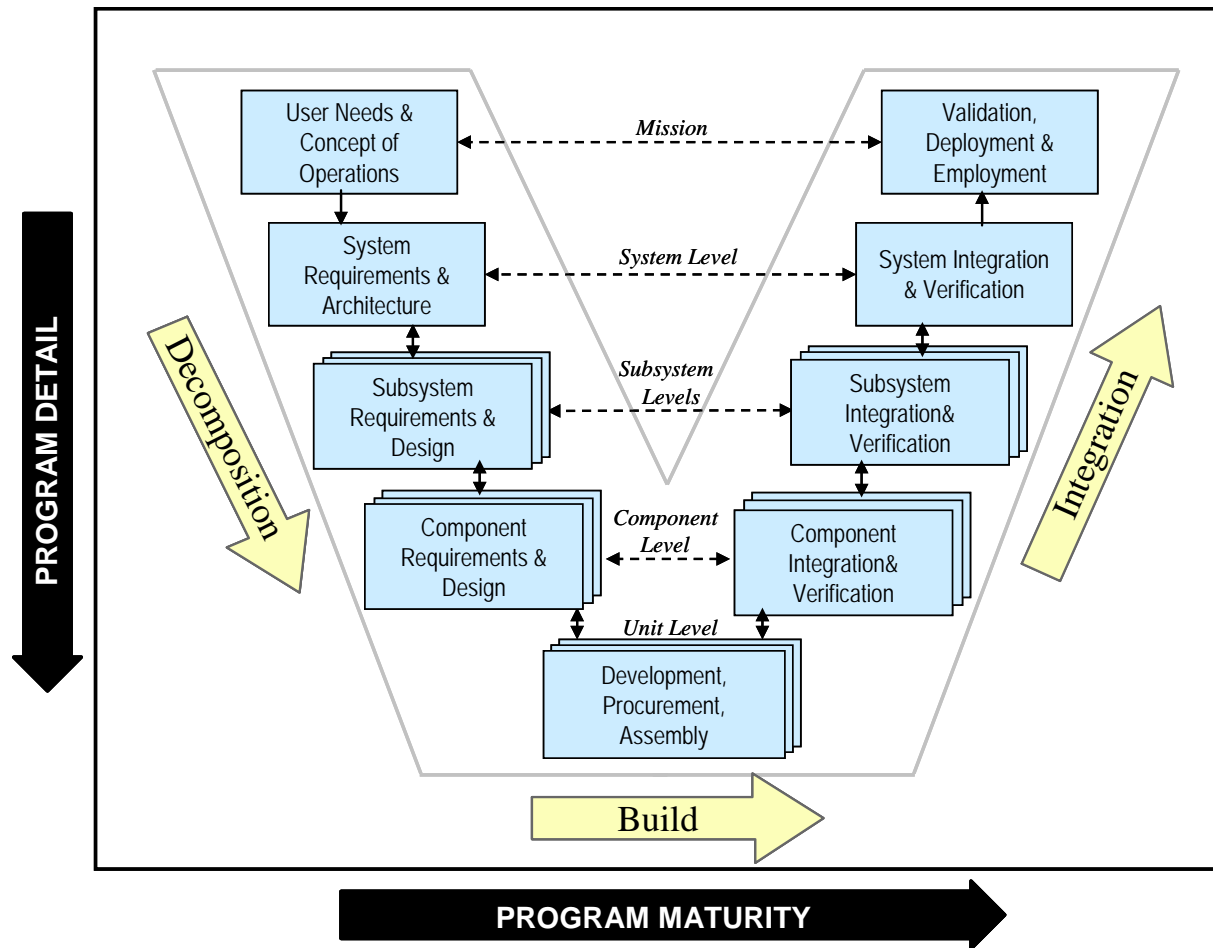 User Needs &
Concept of
Operations
Mission
Validation,
Deployment &
Employment
System
Requirements &
Architecture
System Level
System Integration
& Verification
Subsystem
Requirements &
Design
Subsystem
Levels
Subsystem
Integration&
Verification
Component
Requirements &
Design
Component
Level
Component
Integration&
Verification
Unit Level
Development,
Procurement,
Assembly
Decomposition
Build
Integration
PROGRAM DETAIL
PROGRAM MATURITY